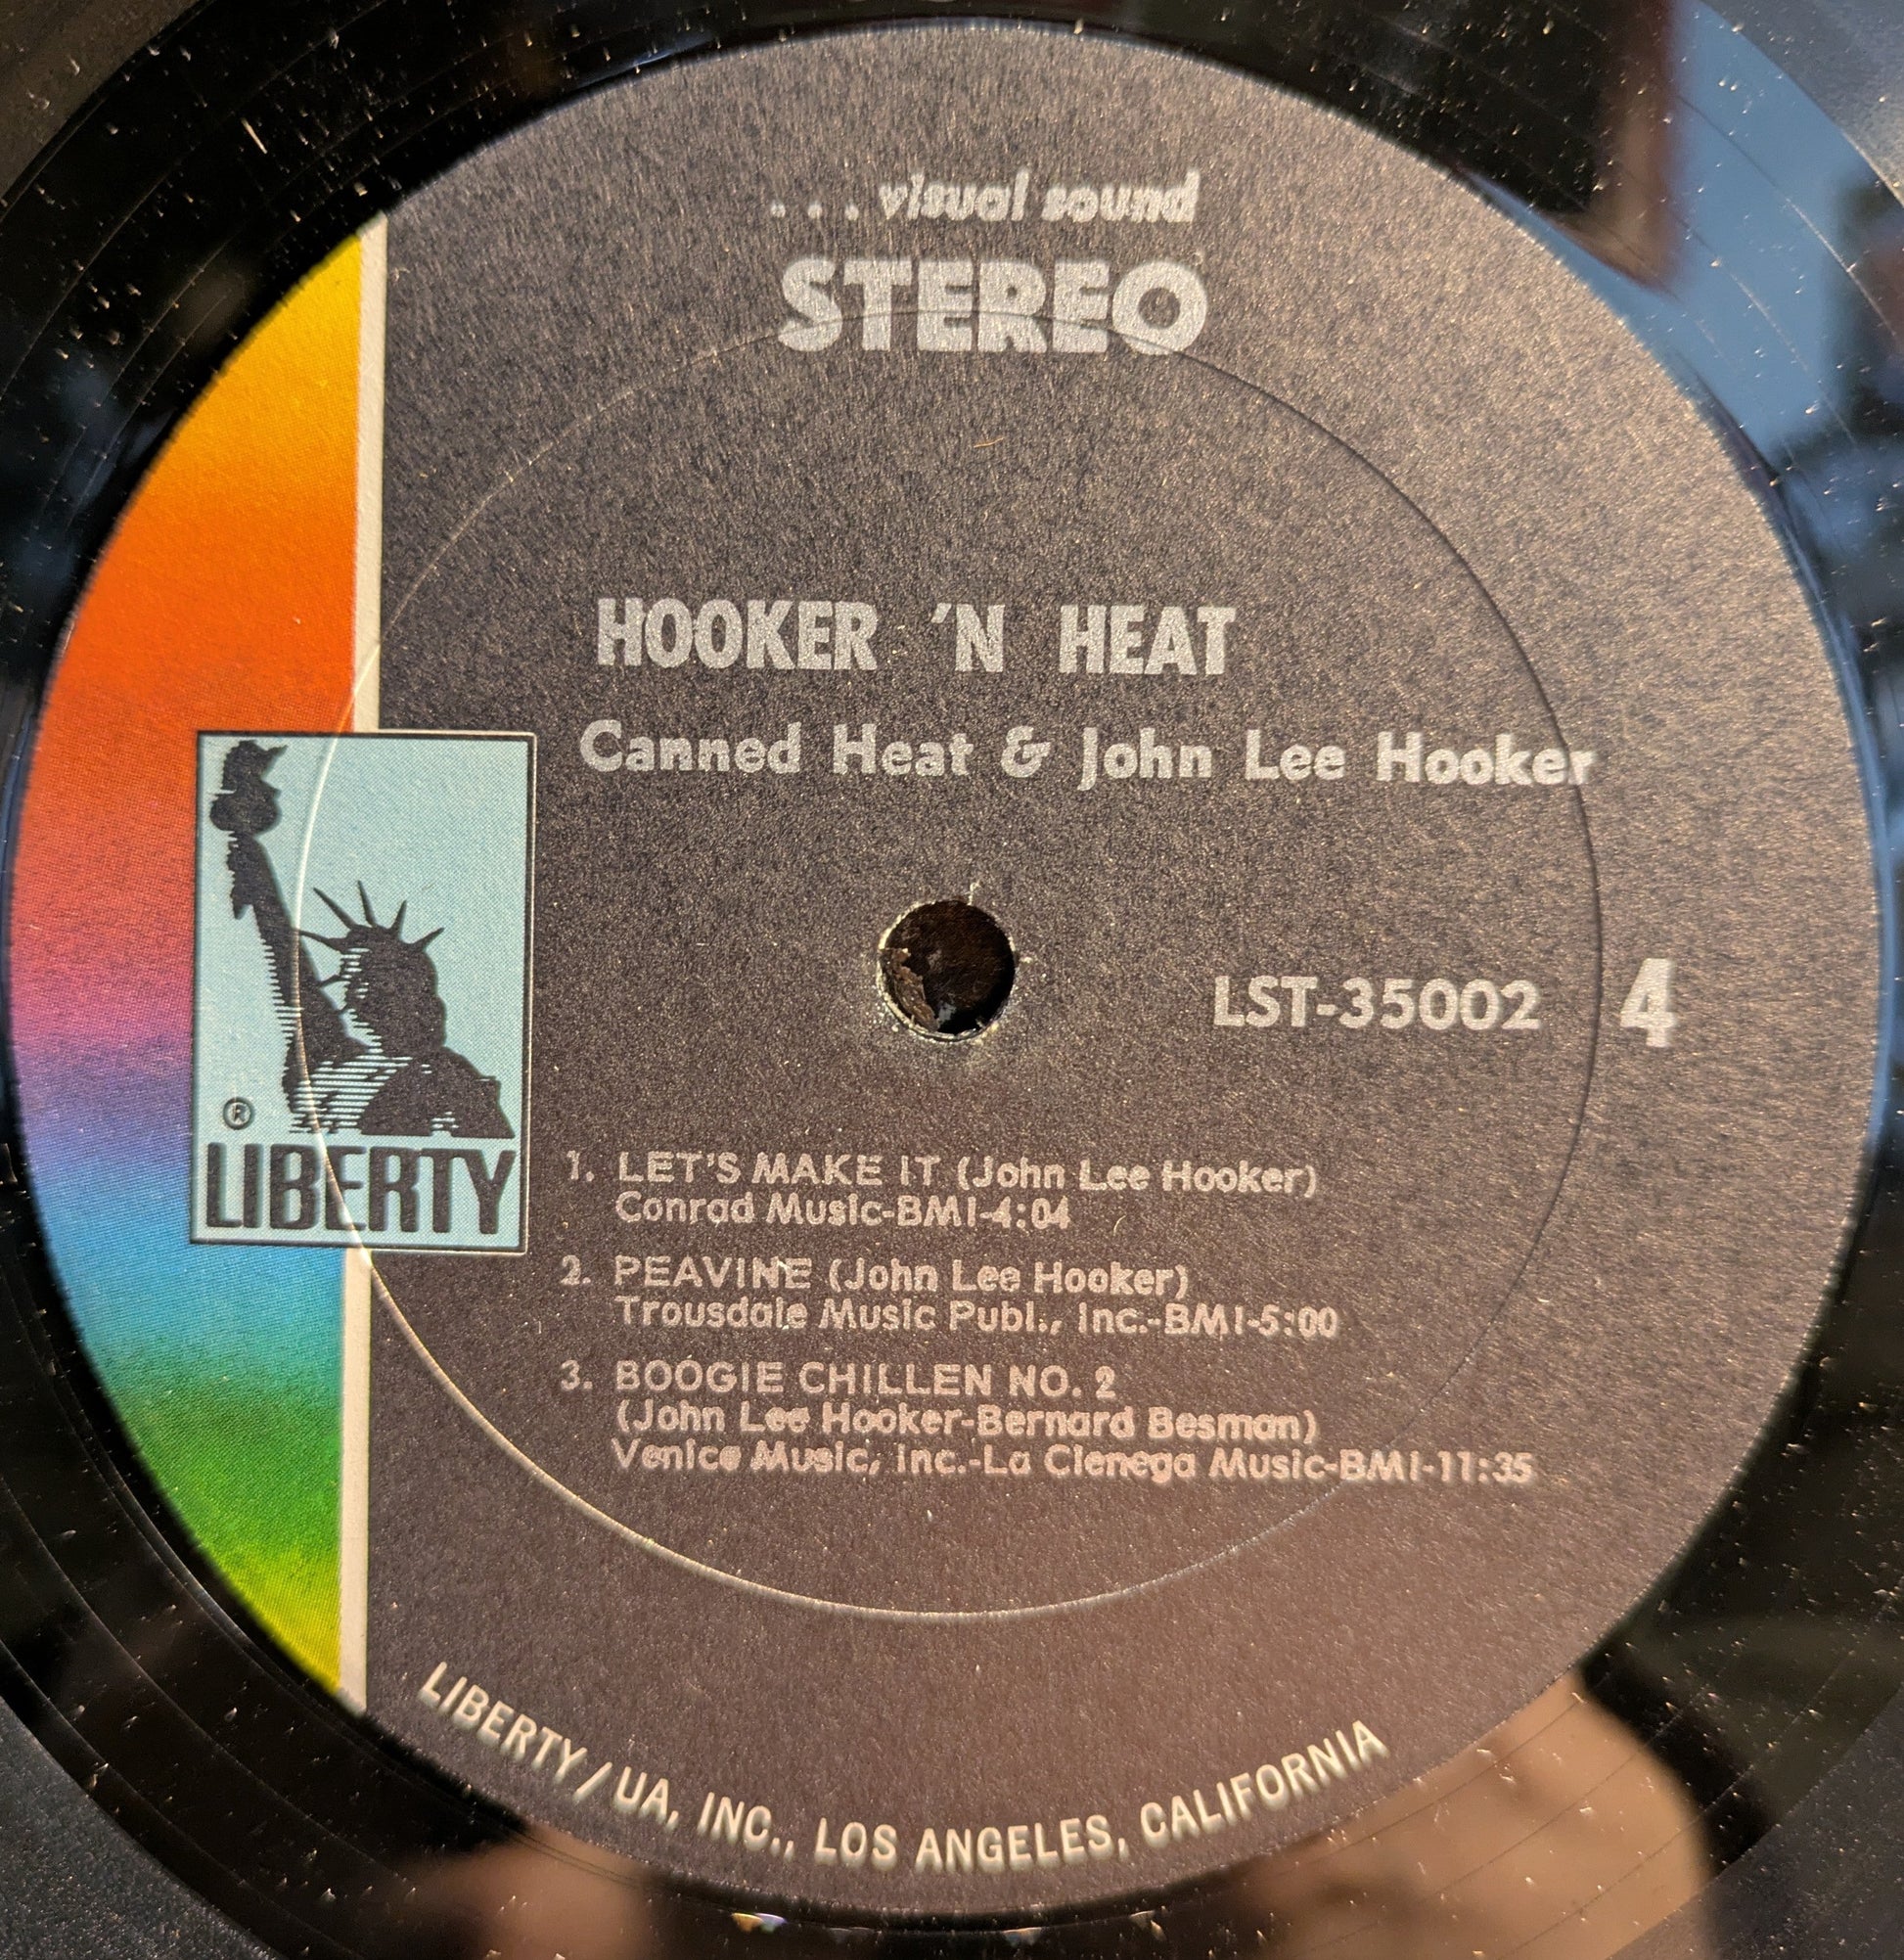 ... visual sound
STEREO
HOOKER 'N HEAT
Canned Heat & John Lee Hooker
LST-35002 4
®
LIBERTY
1. LET'S MAKE IT (John Lee Hooker)
Conrad Music-BMI-4:04
2. PEAVINE (John Lee Hooker)
Trousdale Music Publ., Inc.-BMI-5:00
3. BOOGIE CHILLEN NO. 2
(John Lee Hooker-Bernard Besman)
Venice Music, Inc.-La Cienega Music-BMI-11:35
LIBERTY/UA, INC., LOS ANGELES, CALIFORNIA